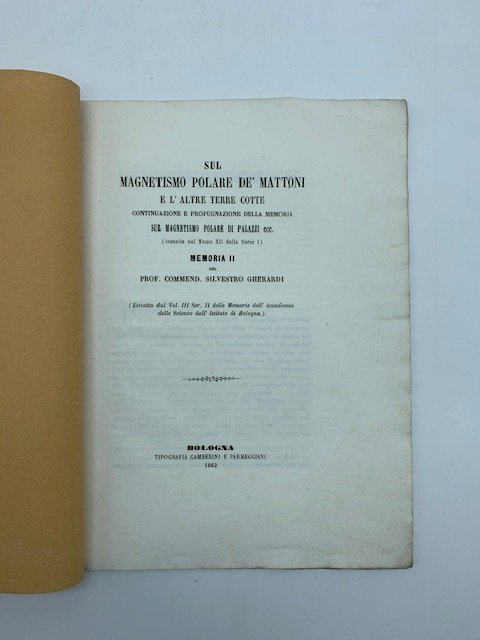 SUL
MAGNETISMO POLARE DE' MATTONI
E L' ALTRE TERRE COTTE
CONTINUAZIONE E PROPUGNAZIONE DELLA MEMORIA
SUL MAGNETISMO POLARE DI PALAZZI ecc.
(inserita nel Tomo XII della Serie I)
MEMORIA II
DEL
PROF. COMMEND. SILVESTRO GHERARDI
(Estratta dal Vol. III Ser. II delle Memorie dell' Accademia
delle Scienze dell' Istituto di Bologna).
BOLOGNA
TIPOGRAFIA GAMBERINI E PARMEGGIANI
1863